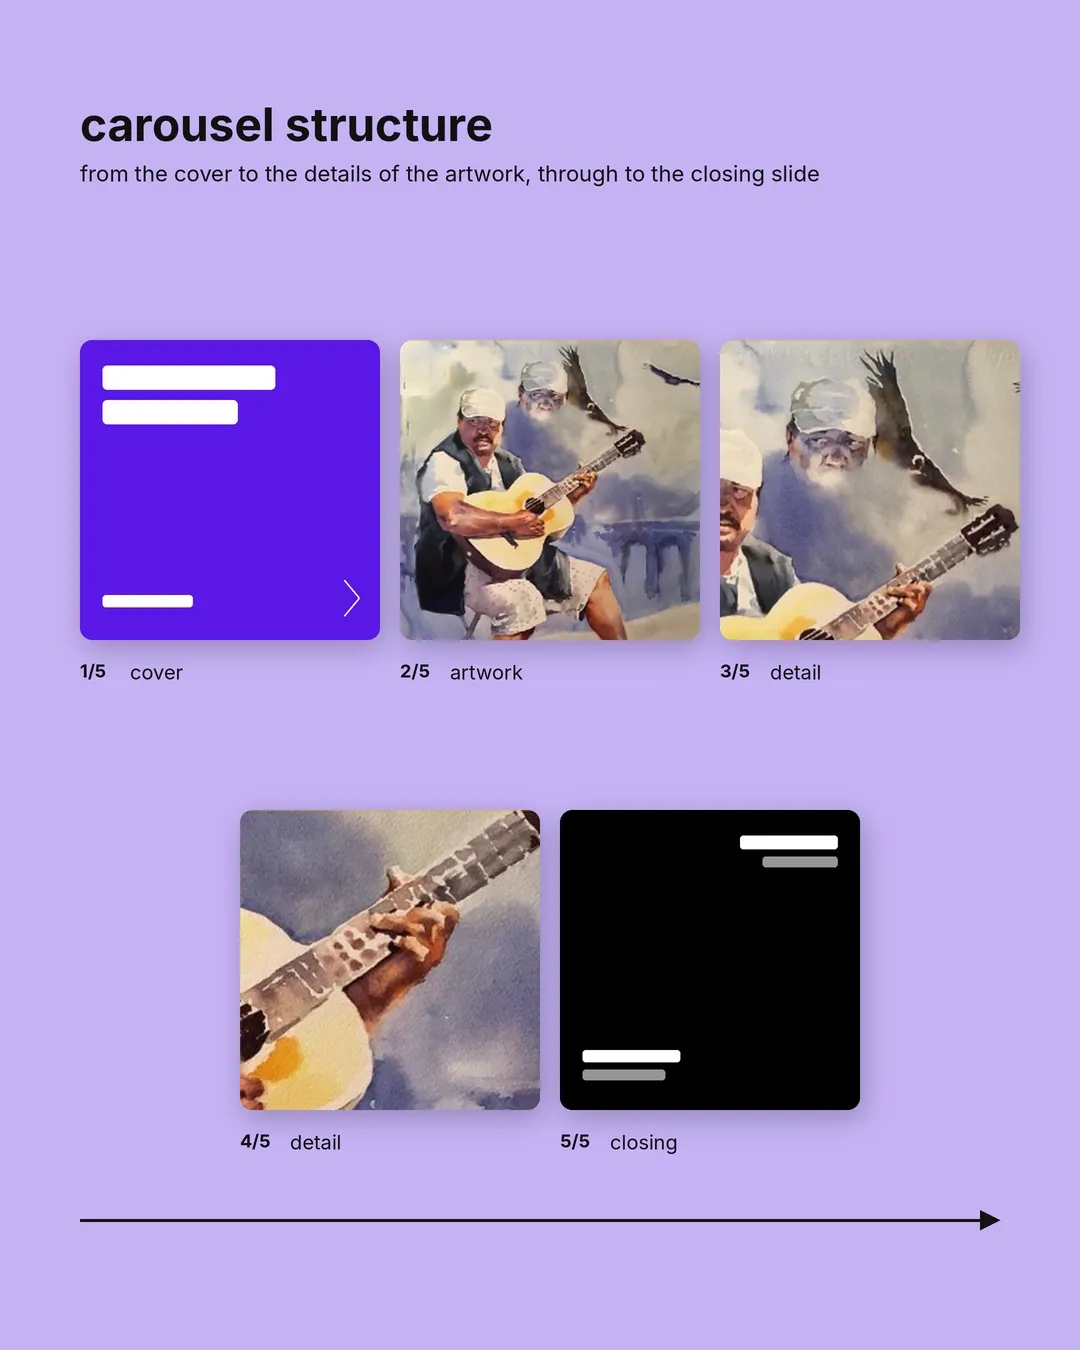 carousel structure
from the cover to the details of the artwork, through to the closing slide
1/5 cover
2/5 artwork
3/5 detail
4/5 detail
5/5 closing